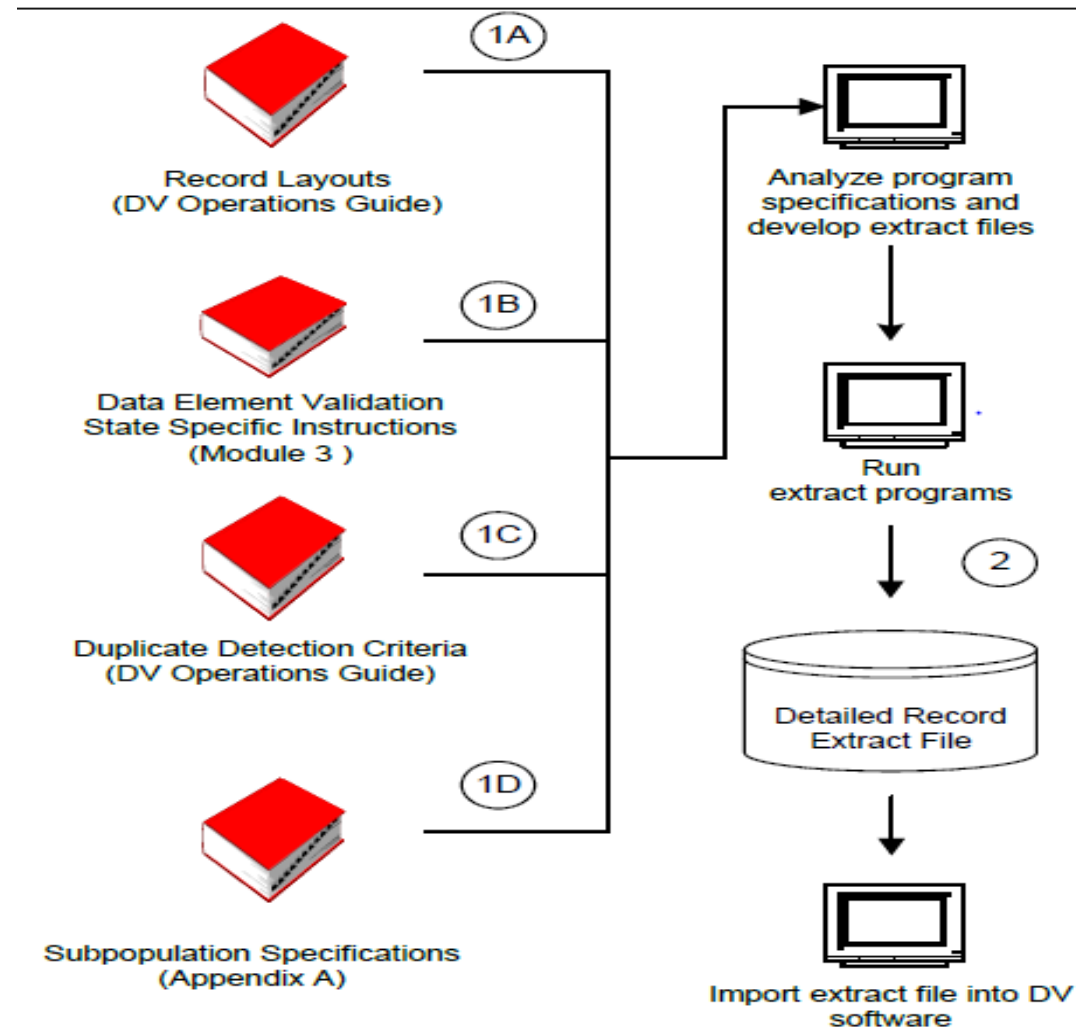 1A
Record Layouts
(DV Operations Guide)
1B
Data Element Validation
State Specific Instructions
(Module 3 )
1C
Duplicate Detection Criteria
(DV Operations Guide)
1D
Subpopulation Specifications
(Appendix A)
Analyze program
specifications and
develop extract files
Run
extract programs
2
Detailed Record
Extract File
Import extract file into DV
software